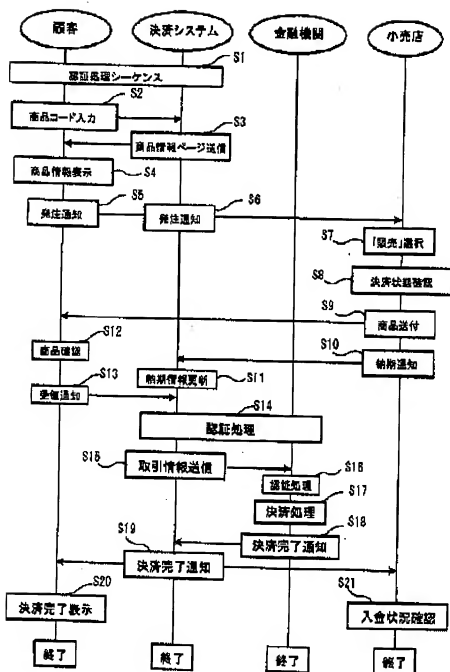 顧客
決済システム
金融機関
小売店
S1
認証処理シーケンス
S2
商品コード入力
S3
商品情報ページ送信
商品情報表示
S4
S5
S6
発注通知
発注通知
S7
「販売」選択
S8
決済状態確認
S9
商品送付
S12
S10
商品確認
納期通知
S13
納期情報更新
S11
受領通知
S14
認証処理
S15
取引情報送信
S16
認証処理
S17
決済処理
S18
S19
決済完了通知
決済完了通知
S20
S21
決済完了表示
入金状況確認
終了
終了
終了
終了